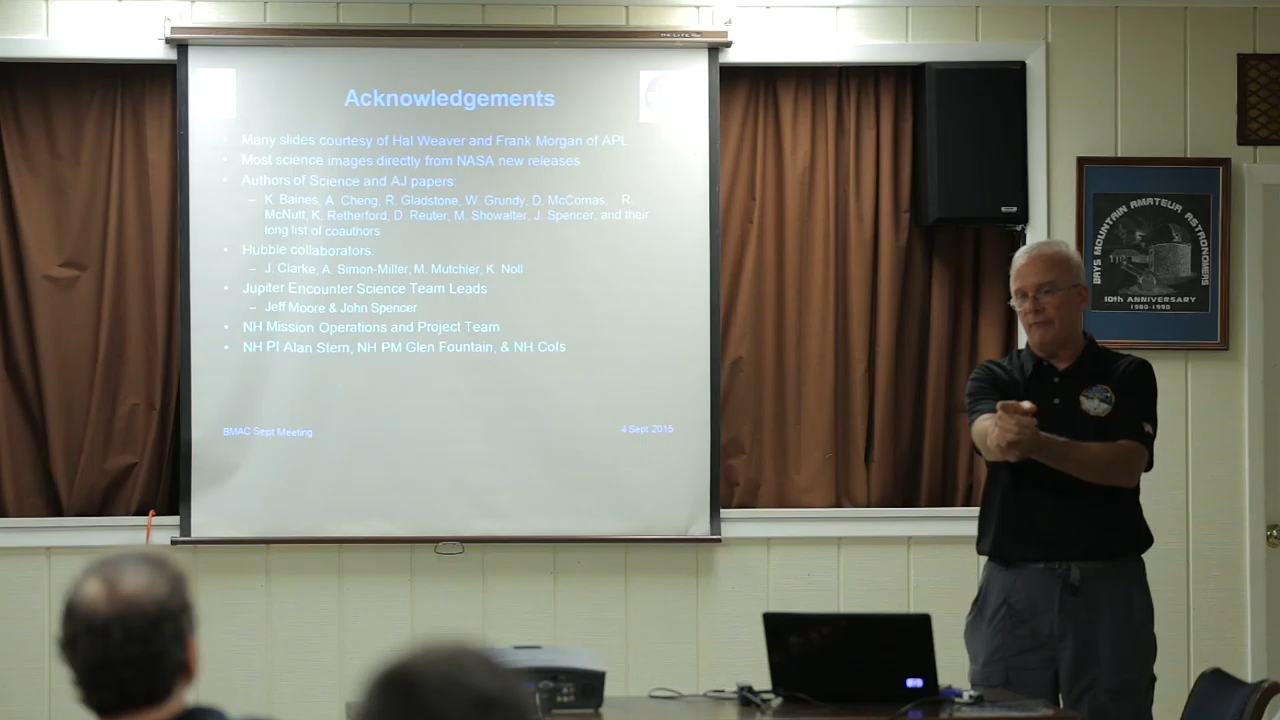 DA-LITE
Acknowledgements
• Many slides courtesy of Hal Weaver and Frank Morgan of APL
• Most science images directly from NASA new releases
• Authors of Science and AJ papers:
– K. Baines, A. Cheng, R. Gladstone, W. Grundy, D. McComas, R.
McNutt, K. Retherford, D. Reuter, M. Showalter, J. Spencer, and their
long list of coauthors
• Hubble collaborators:
– J. Clarke, A. Simon-Miller, M. Mutchler, K. Noll
• Jupiter Encounter Science Team Leads
– Jeff Moore & John Spencer
• NH Mission Operations and Project Team
• NH PI Alan Stern, NH PM Glen Fountain, & NH CoIs
BMAC Sept Meeting
4 Sept 2015
BAYS MOUNTAIN AMATEUR ASTRONOMERS
10th ANNIVERSARY
1980-1990